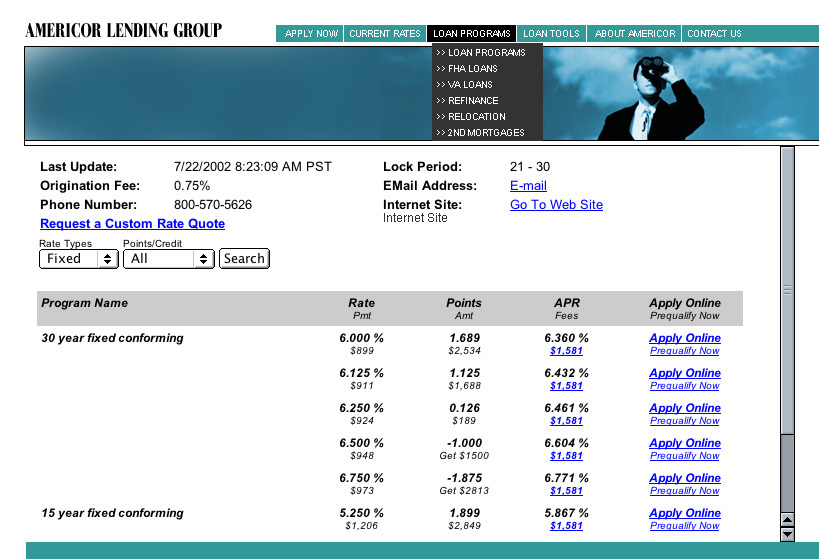 AMERICOR LENDING GROUP
APPLY NOW CURRENT RATES LOAN PROGRAMS LOAN TOOLS ABOUT AMERICOR CONTACT US
>> LOAN PROGRAMS
>> FHA LOANS
>> VA LOANS
>> REFINANCE
>> RELOCATION
>> 2ND MORTGAGES
Last Update: 7/22/2002 8:23:09 AM PST Lock Period: 21 - 30
Origination Fee: 0.75% EMail Address: E-mail
Phone Number: 800-570-5626 Internet Site: Go To Web Site
Internet Site
Request a Custom Rate Quote
Rate Types Points/Credit
Fixed All Search
Program Name Rate Points APR Apply Online
Pmt Amt Fees Prequalify Now
30 year fixed conforming 6.000 % 1.689 6.360 % Apply Online
$899 $2,534 $1,581 Prequalify Now
6.125 % 1.125 6.432 % Apply Online
$911 $1,688 $1,581 Prequalify Now
6.250 % 0.126 6.461 % Apply Online
$924 $189 $1,581 Prequalify Now
6.500 % -1.000 6.604 % Apply Online
$948 Get $1500 $1,581 Prequalify Now
6.750 % -1.875 6.771 % Apply Online
$973 Get $2813 $1,581 Prequalify Now
15 year fixed conforming 5.250 % 1.899 5.867 % Apply Online
$1,206 $2,849 $1,581 Prequalify Now